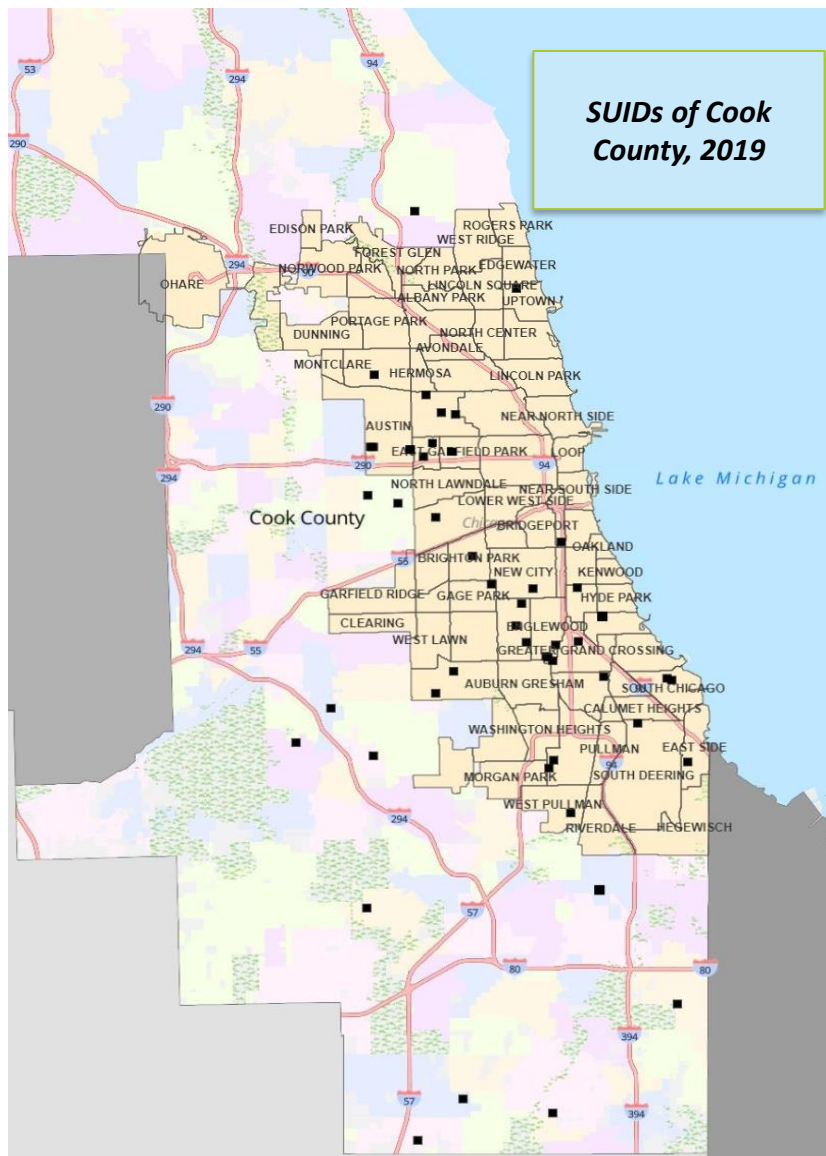 SUIDs of Cook
County, 2019
53
294
94
290
EDISON PARK
ROGERS PARK
WEST RIDGE
FOREST GLEN
294
NORWOOD PARK
90
NORTH PARK
EDGEWATER
OHARE
LINCOLN SQUARE
ALBANY PARK
UPTOWN
PORTAGE PARK
DUNNING
NORTH CENTER
AVONDALE
MONTCLARE
HERMOSA
LINCOLN PARK
290
AUSTIN
NEAR NORTH SIDE
EAST GARFIELD PARK
LOOP
290
94
294
NORTH LAWNDALE
NEAR SOUTH SIDE
Lake Michigan
LOWER WEST SIDE
Cook County
BRIDGEPORT
OAKLAND
55
BRIGHTON PARK
NEW CITY
KENWOOD
GARFIELD RIDGE
GAGE PARK
HYDE PARK
CLEARING
ENGLEWOOD
WEST LAWN
294
55
GREATER GRAND CROSSING
AUBURN GRESHAM
SOUTH CHICAGO
CALUMET HEIGHTS
WASHINGTON HEIGHTS
PULLMAN
EAST SIDE
94
MORGAN PARK
SOUTH DEERING
WEST PULLMAN
294
RIVERDALE
HEGEWISCH
57
80
80
394
57
394